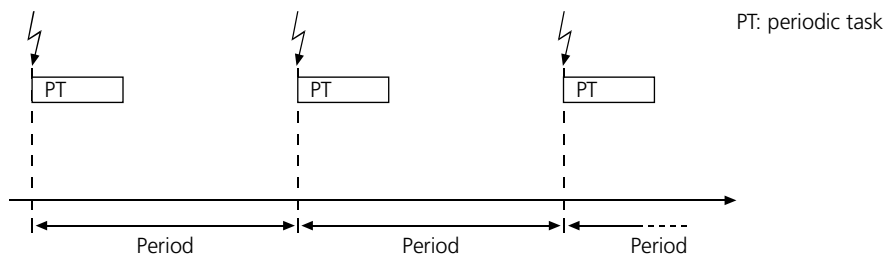 PT: periodic task
PT
PT
PT
Period
Period
Period